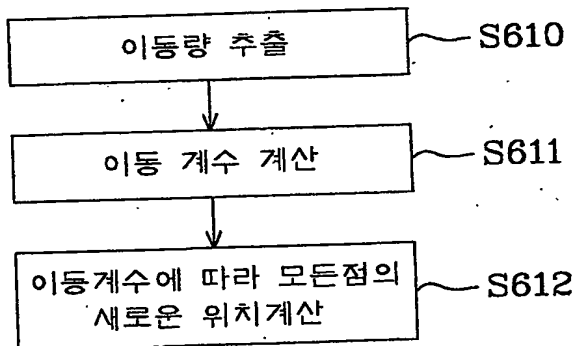 이동량 추출
S610
이동 계수 계산
S611
이동계수에 따라 모든점의
새로운 위치계산
S612